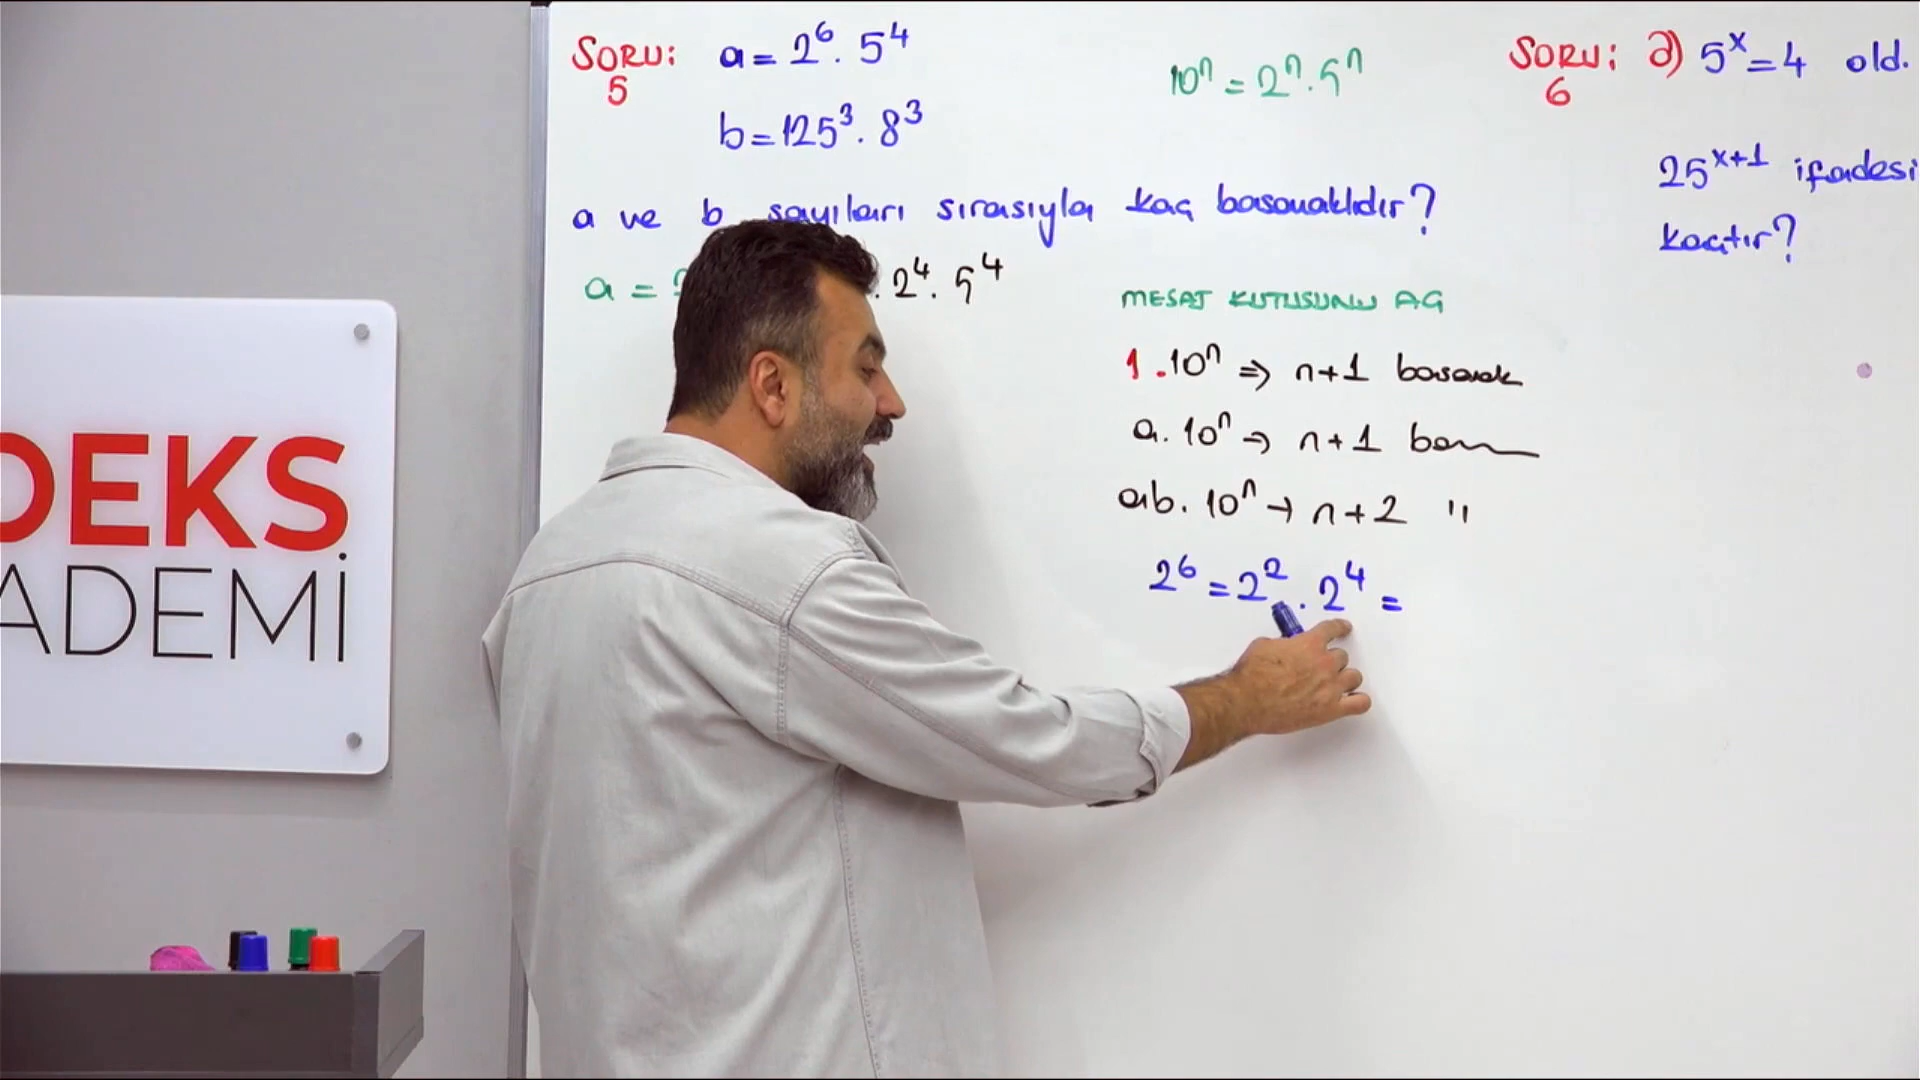 SORU: 5
a = 2⁶ . 5⁴
b = 125³ . 8³
a ve b sayıları sırasıyla kaç basamaklıdır?
a =
. 2⁴ . 5⁴
10ⁿ = 2ⁿ . 5ⁿ
MESAJ KUTUSUNU AÇ
1 . 10ⁿ ⇒ n+1 basamak
a . 10ⁿ → n+1
ab . 10ⁿ → n+2 "
2⁶ = 2² . 2⁴ =
SORU: 6
a) 5ˣ = 4 old.
25ˣ⁺¹ ifadesi
kaçtır?
DEKS
ADEMİ